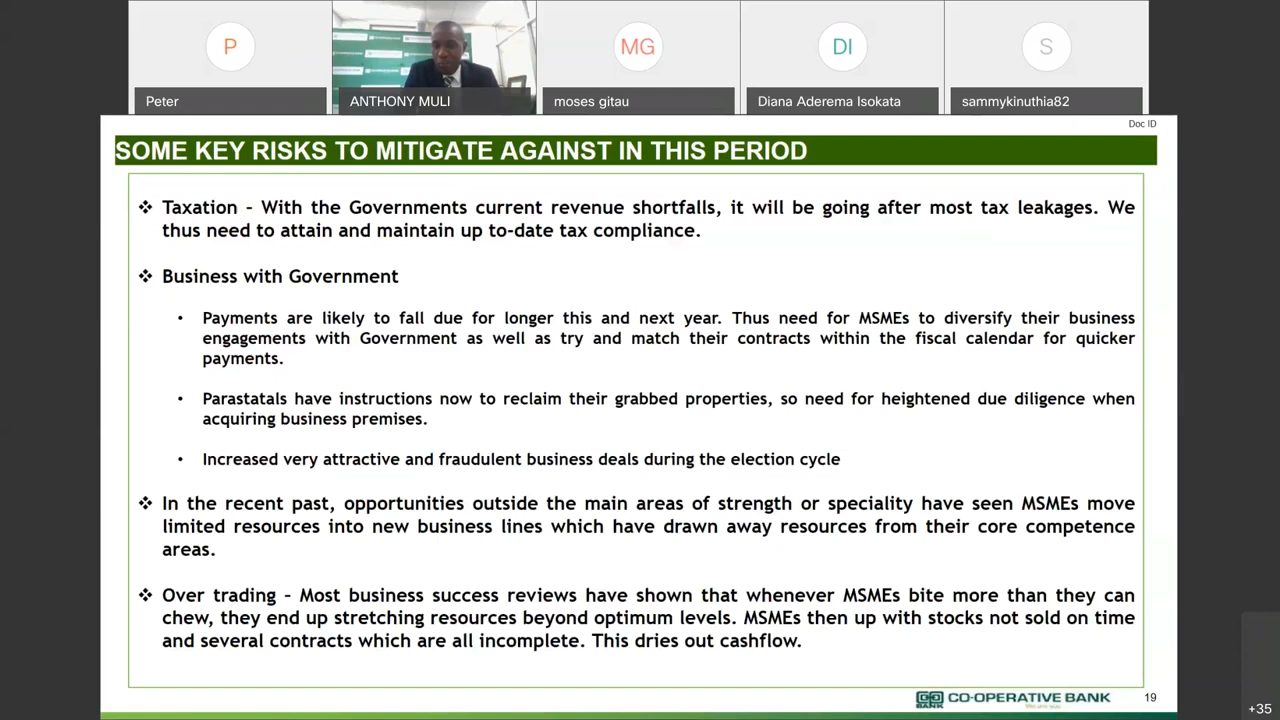 P
MG
DI
S
Peter
ANTHONY MULI
moses gitau
Diana Aderema Isokata
sammykinuthia82
Doc ID
SOME KEY RISKS TO MITIGATE AGAINST IN THIS PERIOD
❖ Taxation – With the Governments current revenue shortfalls, it will be going after most tax leakages. We
thus need to attain and maintain up to-date tax compliance.
❖ Business with Government
• Payments are likely to fall due for longer this and next year. Thus need for MSMEs to diversify their business
engagements with Government as well as try and match their contracts within the fiscal calendar for quicker
payments.
• Parastatals have instructions now to reclaim their grabbed properties, so need for heightened due diligence when
acquiring business premises.
• Increased very attractive and fraudulent business deals during the election cycle
❖ In the recent past, opportunities outside the main areas of strength or speciality have seen MSMEs move
limited resources into new business lines which have drawn away resources from their core competence
areas.
❖ Over trading – Most business success reviews have shown that whenever MSMEs bite more than they can
chew, they end up stretching resources beyond optimum levels. MSMEs then up with stocks not sold on time
and several contracts which are all incomplete. This dries out cashflow.
BANK CO-OPERATIVE BANK
We are you
19
+35